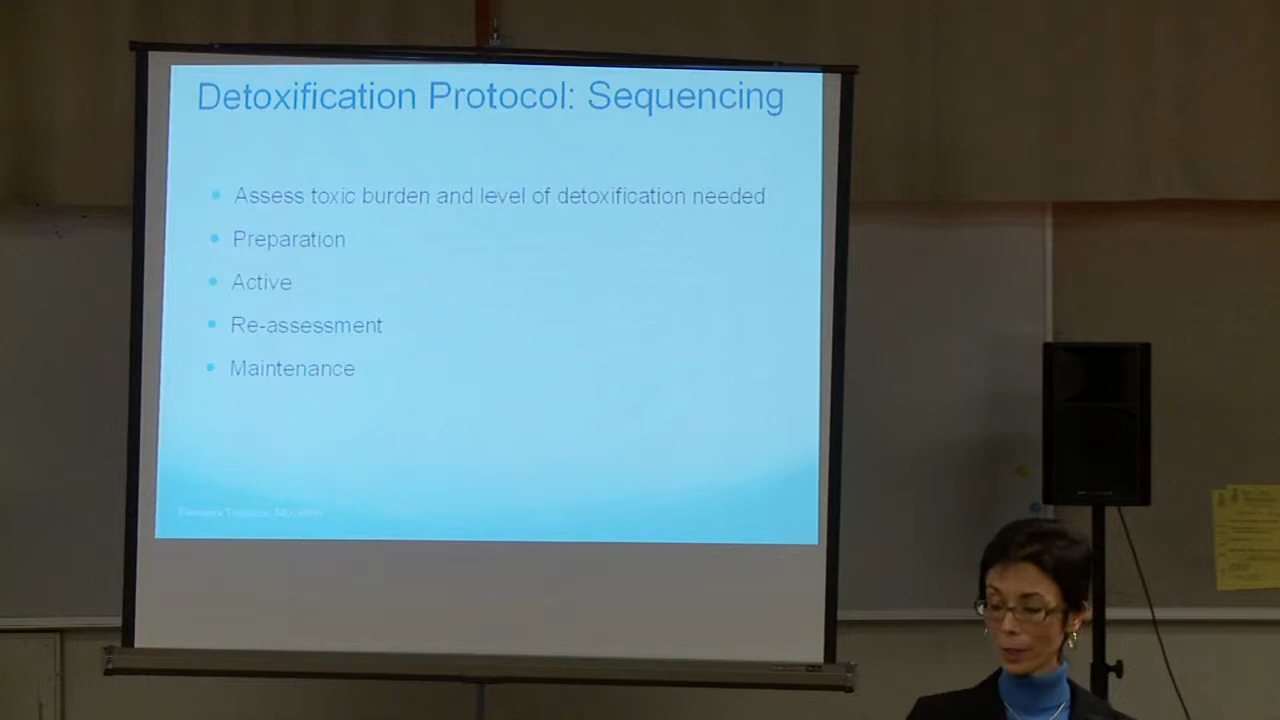 Detoxification Protocol: Sequencing
Assess toxic burden and level of detoxification needed
Preparation
Active
Re-assessment
Maintenance